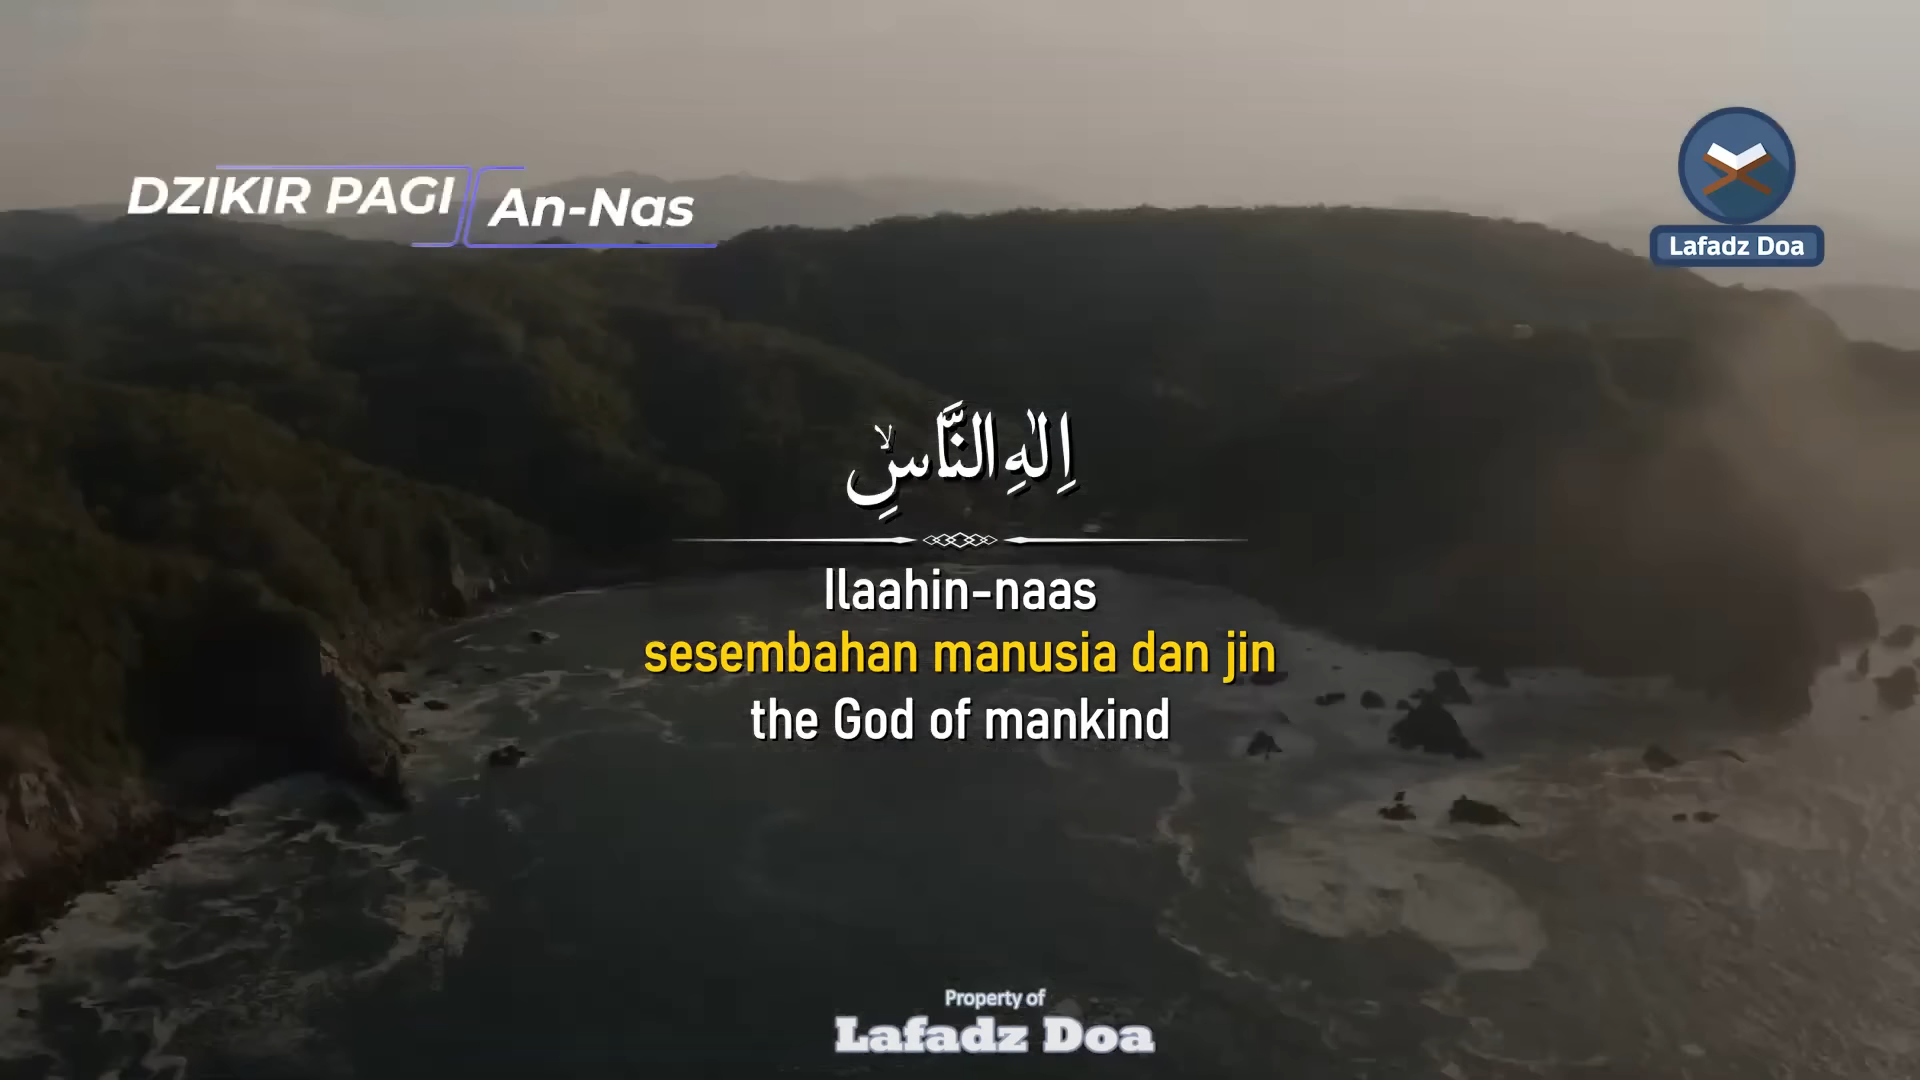 DZIKIR PAGI
An-Nas
Lafadz Doa
اِلٰهِ النَّاسِۙ
Ilaahin-naas
sesembahan manusia dan jin
the God of mankind
Property of
Lafadz Doa